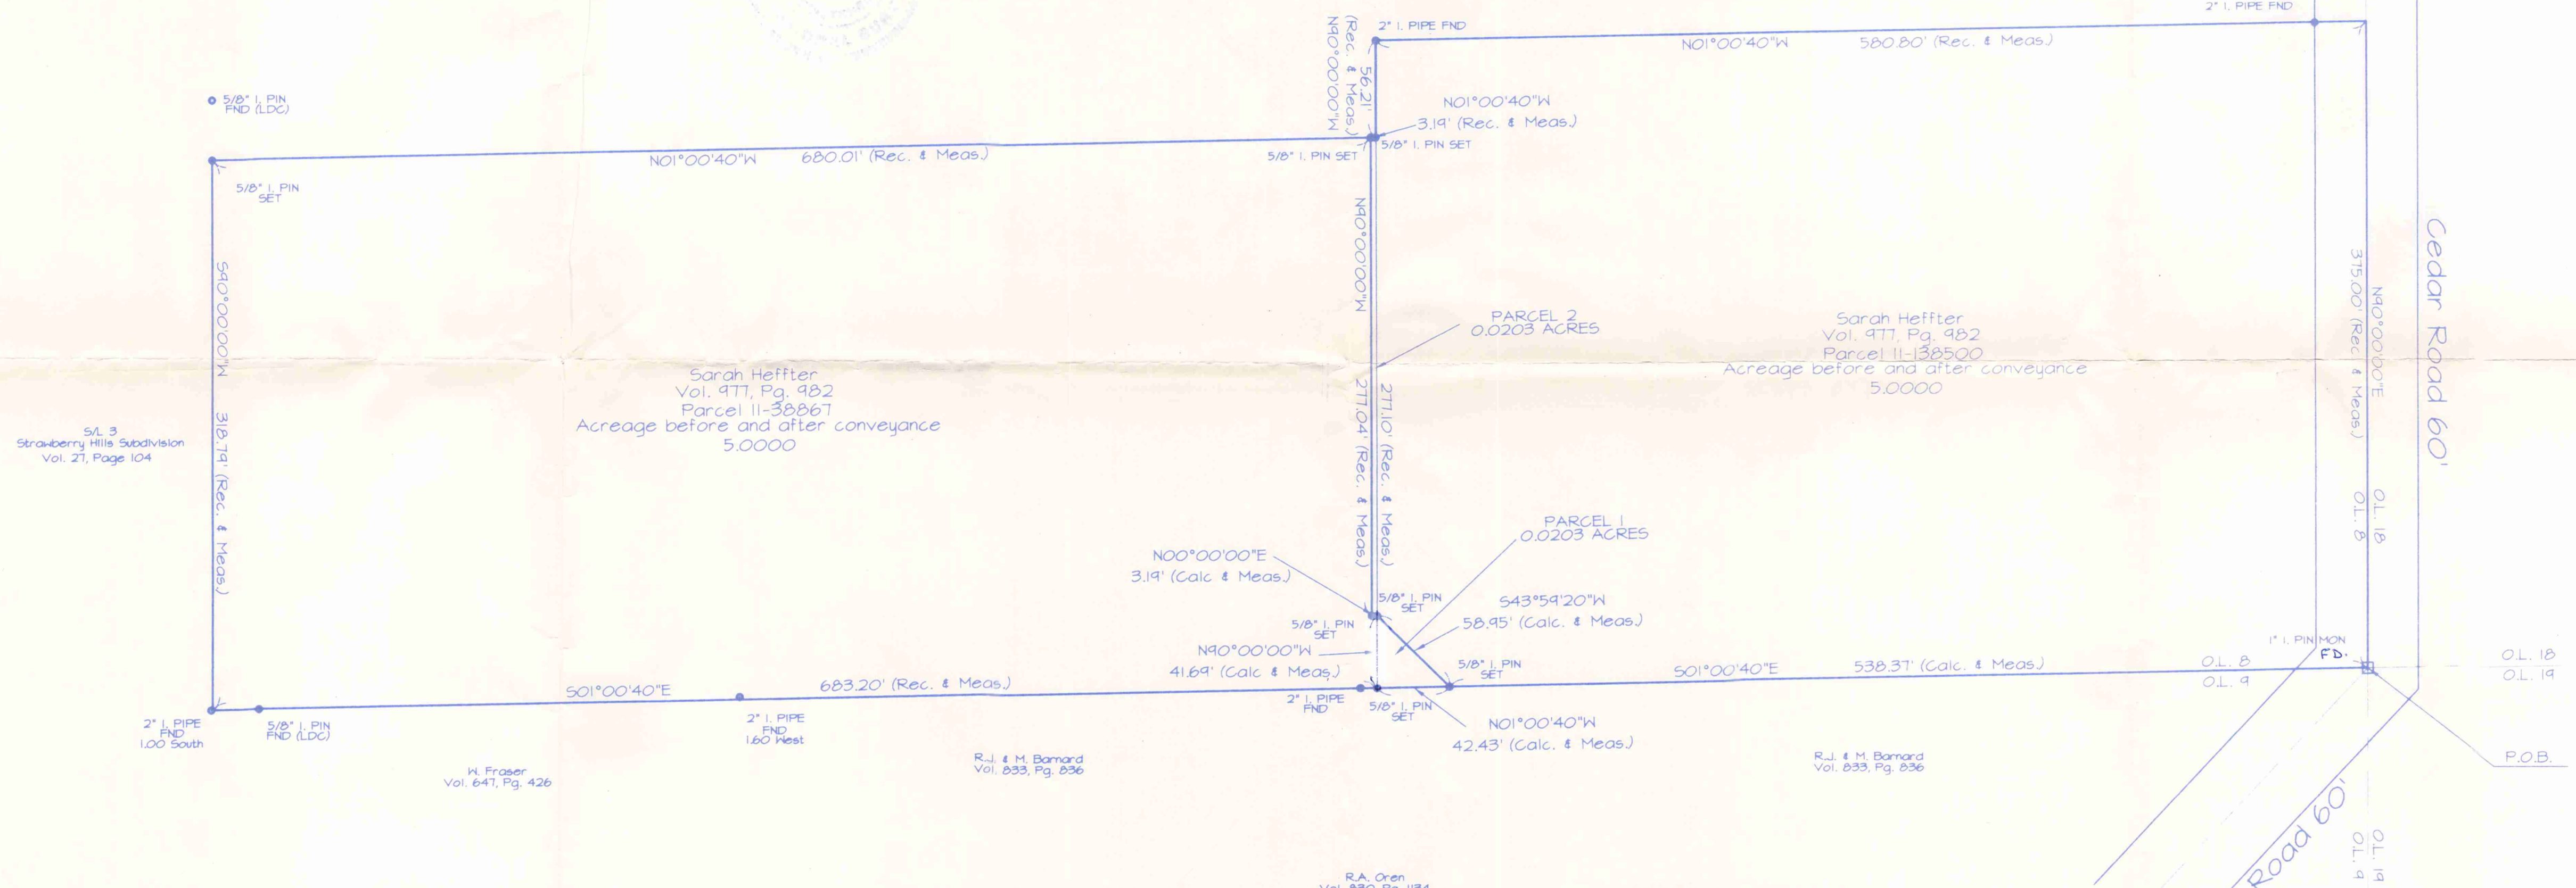 2" I. PIPE FND
2" I. PIPE FND
N01°00'40"W 580.80' (Rec. & Meas.)
N90°00'00"W
56.21'
(Rec. & Meas.)
5/8" I. PIN
FND (LDC)
N01°00'40"W
3.19' (Rec. & Meas.)
N01°00'40"W 680.01' (Rec. & Meas.)
5/8" I. PIN SET
5/8" I. PIN SET
5/8" I. PIN
SET
S90°00'00"W 318.79' (Rec. & Meas.)
N90°00'00"W 277.04' (Rec. & Meas.)
277.10' (Rec. & Meas.)
PARCEL 2
0.0203 ACRES
Sarah Heffter
Vol. 977, Pg. 982
Parcel 11-138500
Acreage before and after conveyance
5.0000
N90°00'00"E
375.00' (Rec & Meas.)
Cedar Road 60'
Sarah Heffter
Vol. 977, Pg. 982
Parcel 11-38867
Acreage before and after conveyance
5.0000
S/L 3
Strawberry Hills Subdivision
Vol. 27, Page 104
O.L. 18
O.L. 8
PARCEL 1
0.0203 ACRES
N00°00'00"E
3.19' (Calc & Meas.)
5/8" I. PIN
SET
S43°59'20"W
58.95' (Calc. & Meas.)
5/8" I. PIN
SET
N90°00'00"W
41.69' (Calc & Meas.)
5/8" I. PIN
SET
1" I. PIN MON
FD.
S01°00'40"E 538.37' (Calc. & Meas.)
O.L. 8
O.L. 9
O.L. 18
O.L. 19
S01°00'40"E 683.20' (Rec. & Meas.)
2" I. PIPE
FND
5/8" I. PIN
SET
2" I. PIPE
FND
1.00 South
5/8" I. PIN
FND (LDC)
2" I. PIPE
FND
1.60 West
N01°00'40"W
42.43' (Calc. & Meas.)
W. Fraser
Vol. 647, Pg. 426
R.J. & M. Barnard
Vol. 833, Pg. 836
R.J. & M. Barnard
Vol. 833, Pg. 836
P.O.B.
Road 60'
O.L. 19
O.L. 9
R.A. Oren